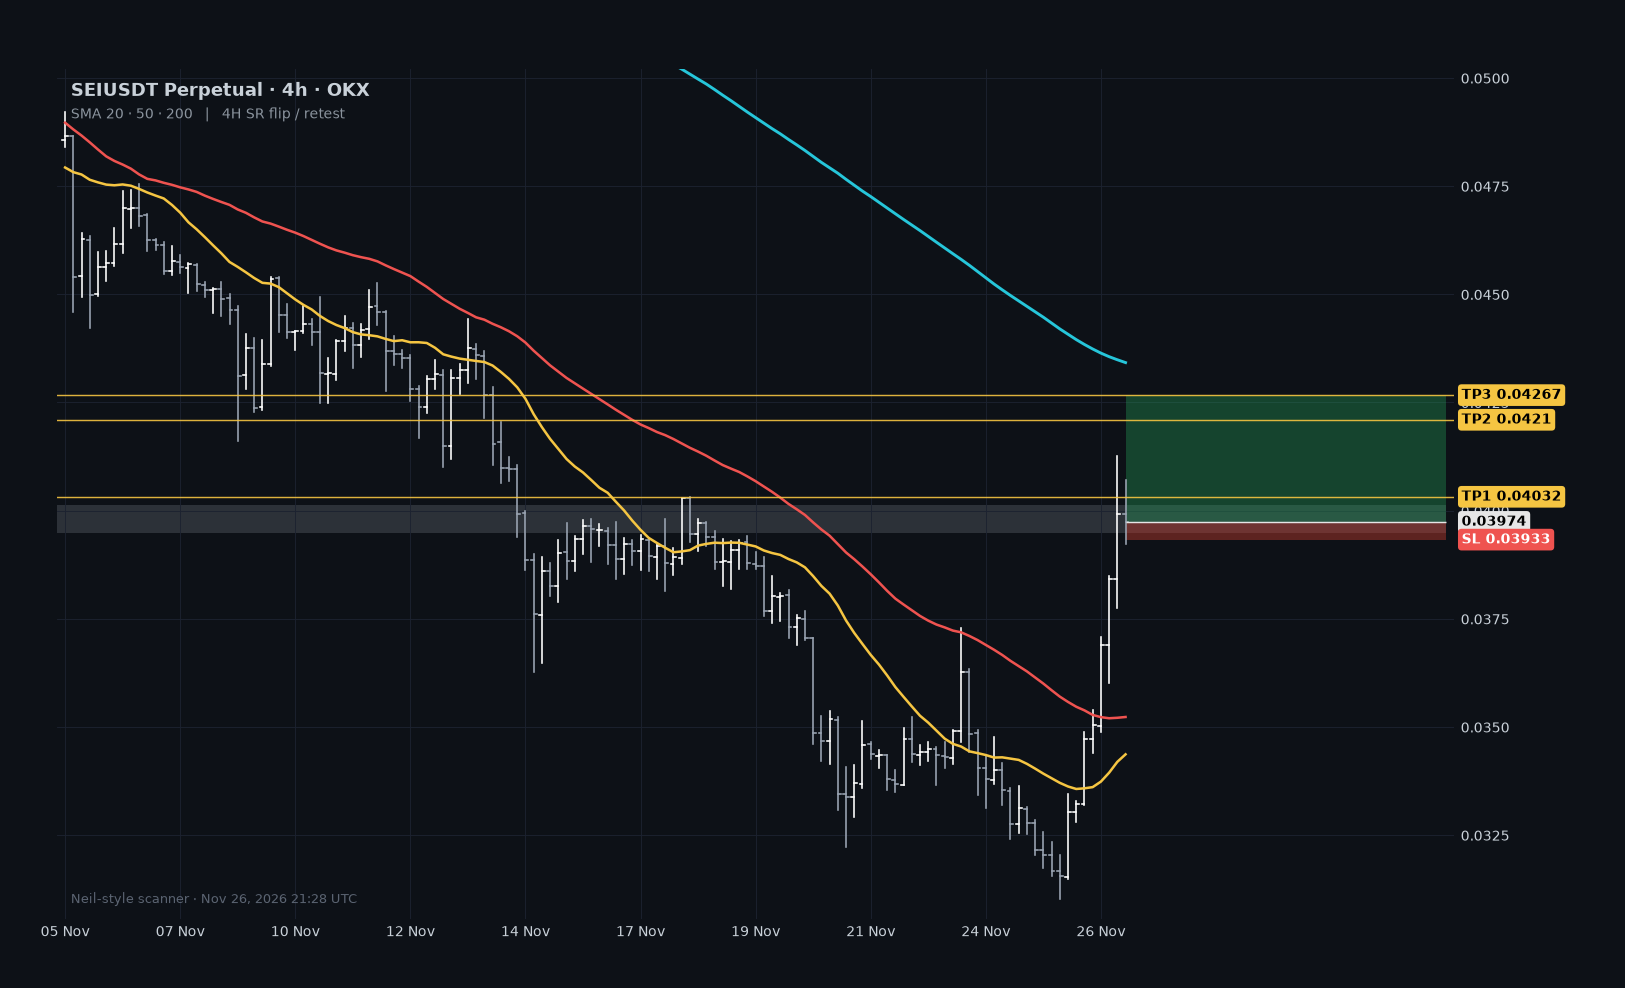 SEIUSDT Perpetual · 4h · OKX
SMA 20 · 50 · 200 | 4H SR flip / retest
0.0500
0.0475
0.0450
TP3 0.04267
TP2 0.0421
TP1 0.04032
0.03974
SL 0.03933
0.0375
0.0350
0.0325
Neil-style scanner · Nov 26, 2026 21:28 UTC
05 Nov 07 Nov 10 Nov 12 Nov 14 Nov 17 Nov 19 Nov 21 Nov 24 Nov 26 Nov